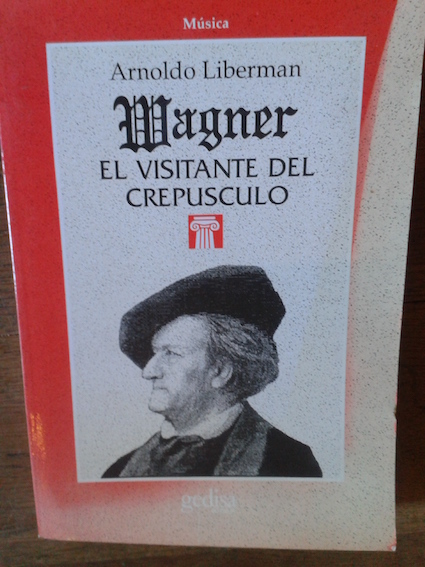 Música
Arnoldo Liberman
Wagner
EL VISITANTE DEL
CREPUSCULO
gedisa